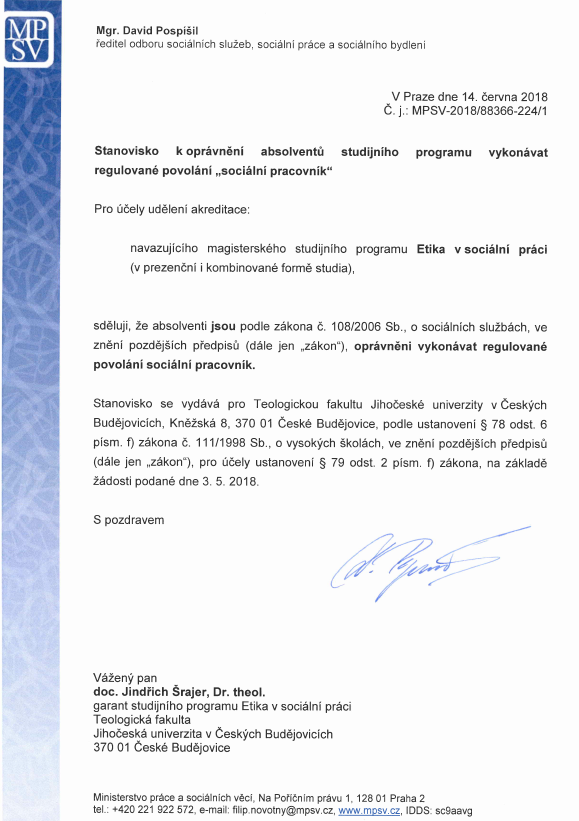 MP
SV
Mgr. David Pospíšil
ředitel odboru sociálních služeb, sociální práce a sociálního bydlení
V Praze dne 14. června 2018
Č. j.: MPSV-2018/88366-224/1
Stanovisko k oprávnění absolventů studijního programu vykonávat
regulované povolání „sociální pracovník“
Pro účely udělení akreditace:
navazujícího magisterského studijního programu Etika v sociální práci
(v prezenční i kombinované formě studia),
sděluji, že absolventi jsou podle zákona č. 108/2006 Sb., o sociálních službách, ve
znění pozdějších předpisů (dále jen „zákon“), oprávněni vykonávat regulované
povolání sociální pracovník.
Stanovisko se vydává pro Teologickou fakultu Jihočeské univerzity v Českých
Budějovicích, Kněžská 8, 370 01 České Budějovice, podle ustanovení § 78 odst. 6
písm. f) zákona č. 111/1998 Sb., o vysokých školách, ve znění pozdějších předpisů
(dále jen „zákon“), pro účely ustanovení § 79 odst. 2 písm. f) zákona, na základě
žádosti podané dne 3. 5. 2018.
S pozdravem
Vážený pan
doc. Jindřich Šrajer, Dr. theol.
garant studijního programu Etika v sociální práci
Teologická fakulta
Jihočeská univerzita v Českých Budějovicích
370 01 České Budějovice
Ministerstvo práce a sociálních věcí, Na Poříčním právu 1, 128 01 Praha 2
tel.: +420 221 922 572, e-mail: filip.novotny@mpsv.cz, www.mpsv.cz, IDDS: sc9aavg